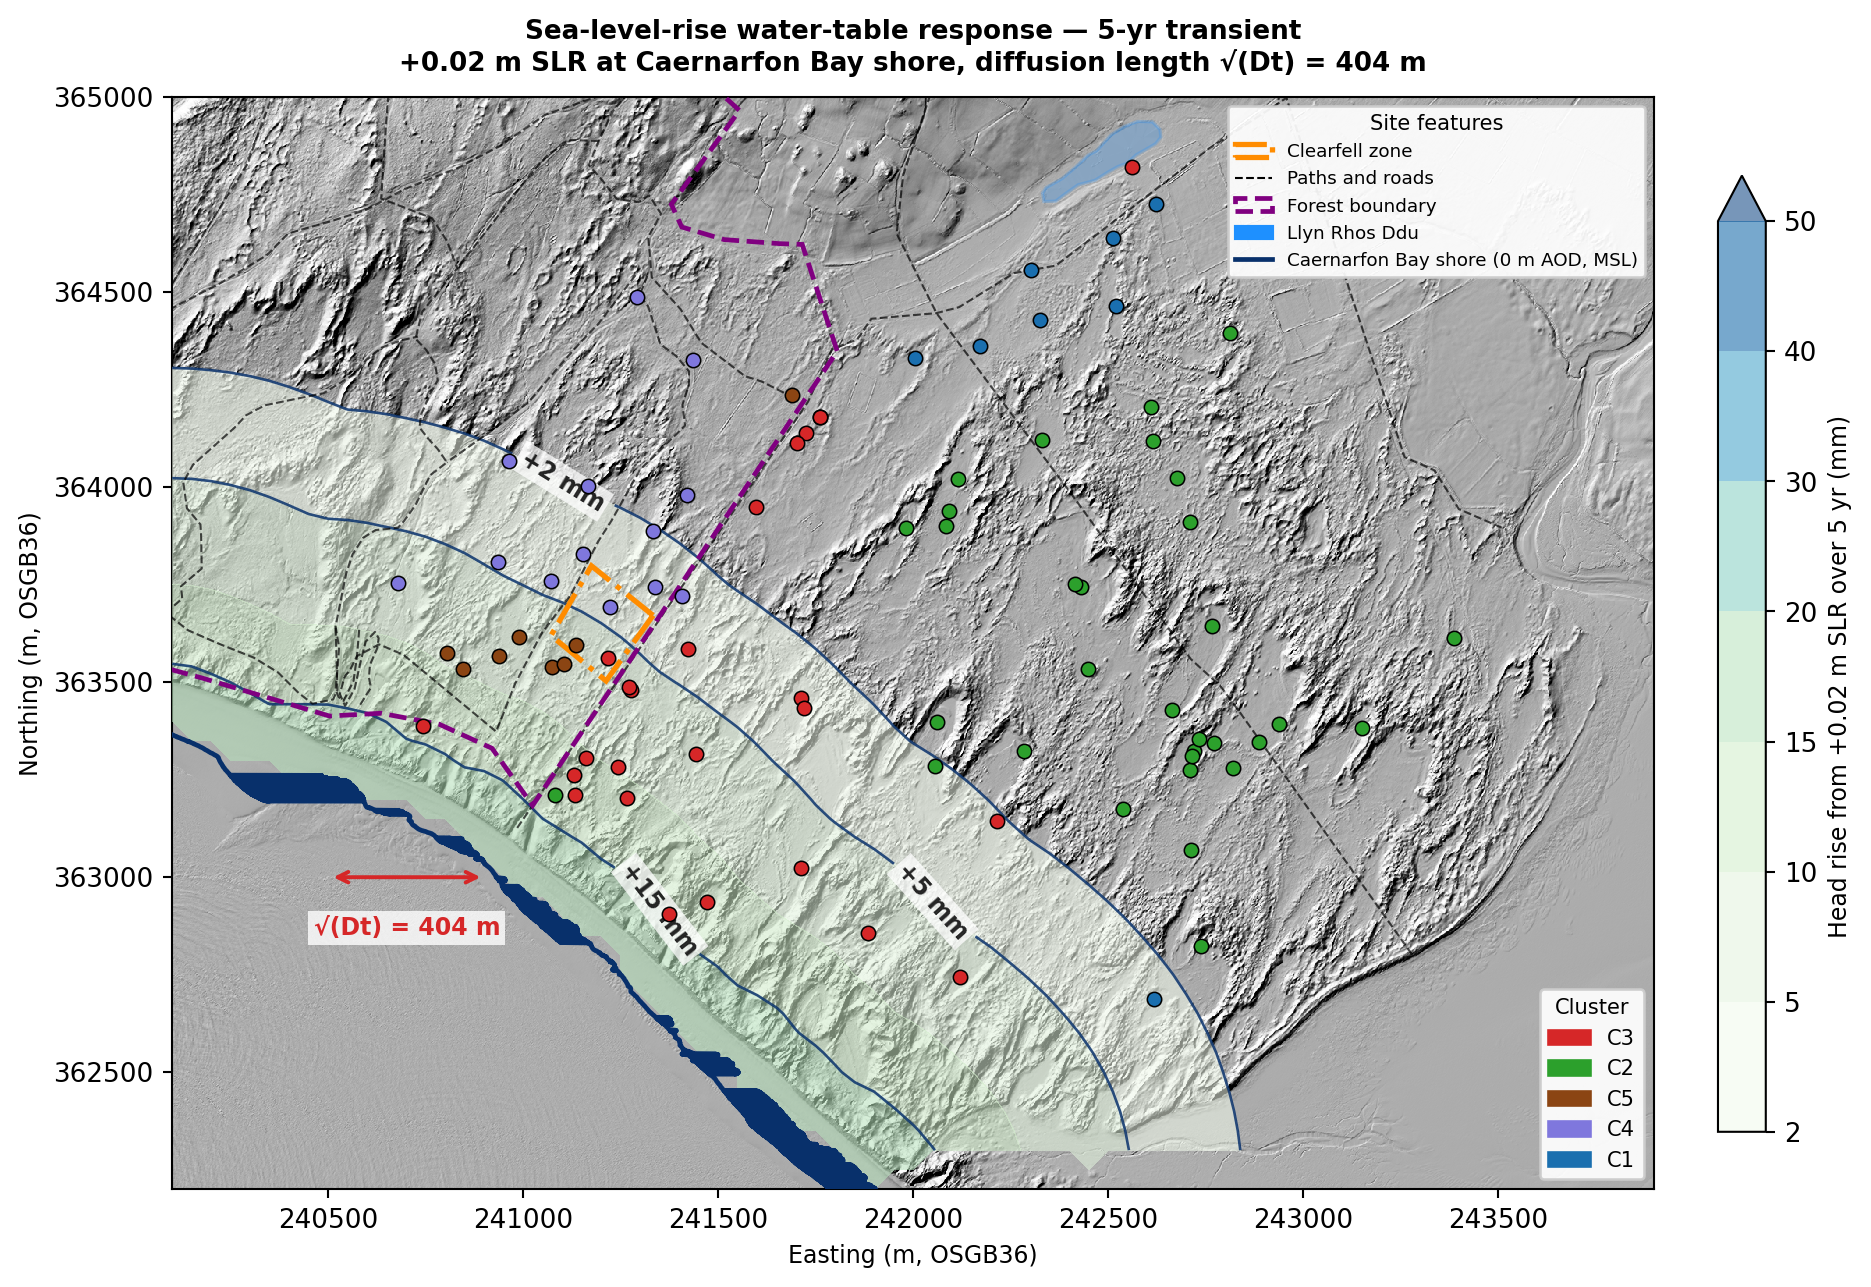 Sea-level-rise water-table response — 5-yr transient
+0.02 m SLR at Caernarfon Bay shore, diffusion length √(Dt) = 404 m
365000
364500
364000
363500
363000
362500
Northing (m, OSGB36)
240500
241000
241500
242000
242500
243000
243500
Easting (m, OSGB36)
Site features
Clearfell zone
Paths and roads
Forest boundary
Llyn Rhos Ddu
Caernarfon Bay shore (0 m AOD, MSL)
+2 mm
+5 mm
+15 mm
√(Dt) = 404 m
Cluster
C3
C2
C5
C4
C1
50
40
30
20
15
10
5
2
Head rise from +0.02 m SLR over 5 yr (mm)